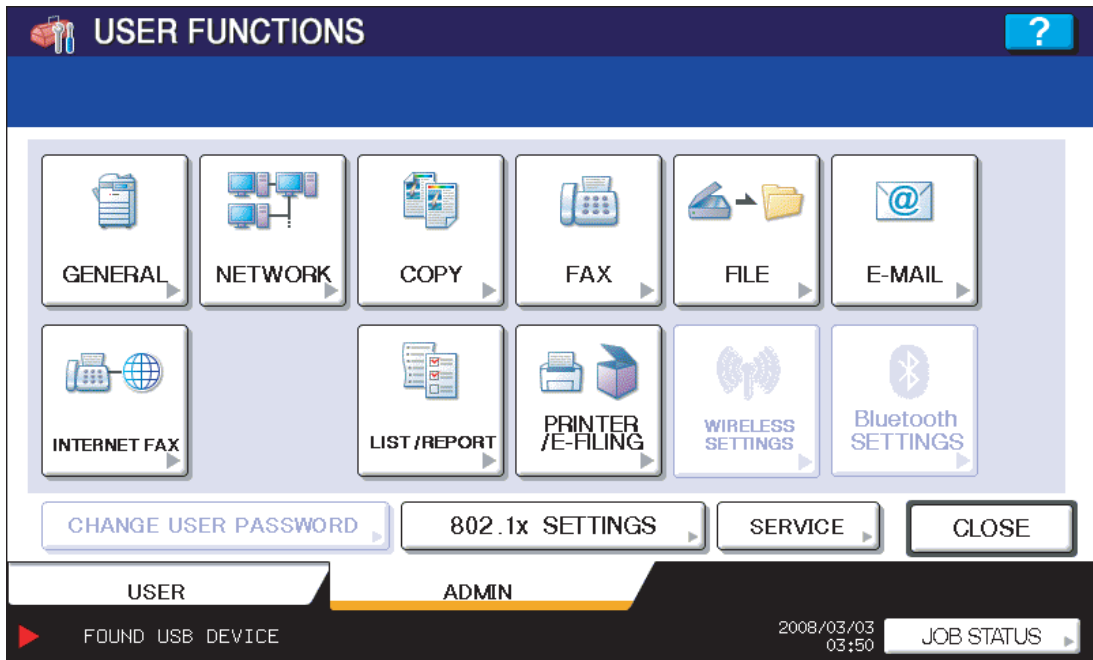 USER FUNCTIONS
?
GENERAL
NETWORK
COPY
FAX
FILE
E-MAIL
@
INTERNET FAX
LIST/REPORT
PRINTER
/E-FILING
WIRELESS
SETTINGS
Bluetooth
SETTINGS
CHANGE USER PASSWORD
802.1x SETTINGS
SERVICE
CLOSE
USER
ADMIN
FOUND USB DEVICE
2008/03/03
03:50
JOB STATUS